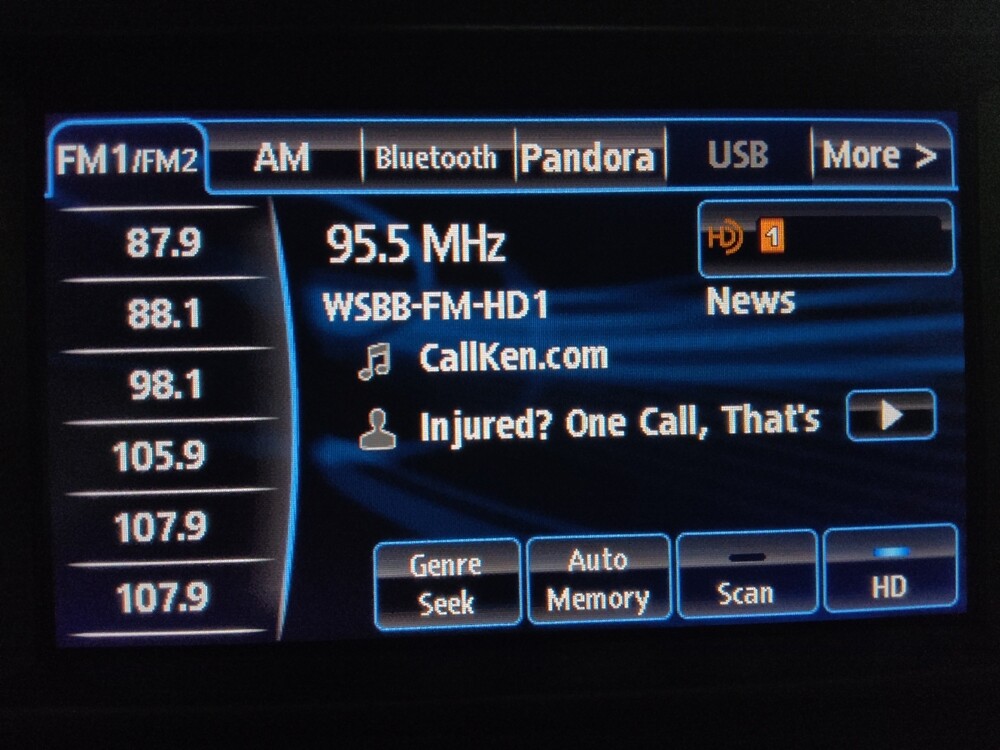 FM1/FM2 AM Bluetooth Pandora USB More >
87.9
88.1
98.1
105.9
107.9
107.9
95.5 MHz
HD 1
WSBB-FM-HD1
News
CallKen.com
Injured? One Call, That's
Genre
Seek
Auto
Memory
Scan
HD